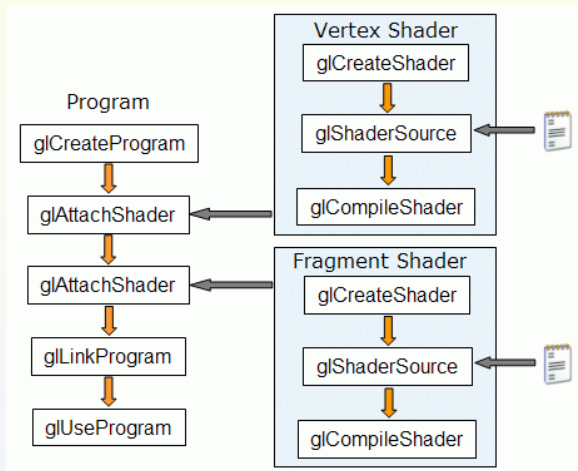 Program
glCreateProgram
glAttachShader
glAttachShader
glLinkProgram
glUseProgram
Vertex Shader
glCreateShader
glShaderSource
glCompileShader
Fragment Shader
glCreateShader
glShaderSource
glCompileShader